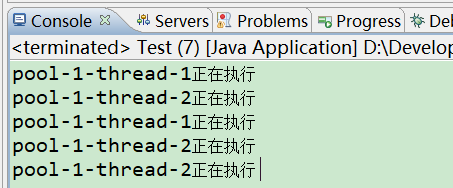 Console Servers Problems Progress
<terminated> Test (7) [Java Application] D:\Develop
pool-1-thread-1正在执行
pool-1-thread-2正在执行
pool-1-thread-1正在执行
pool-1-thread-2正在执行
pool-1-thread-2正在执行